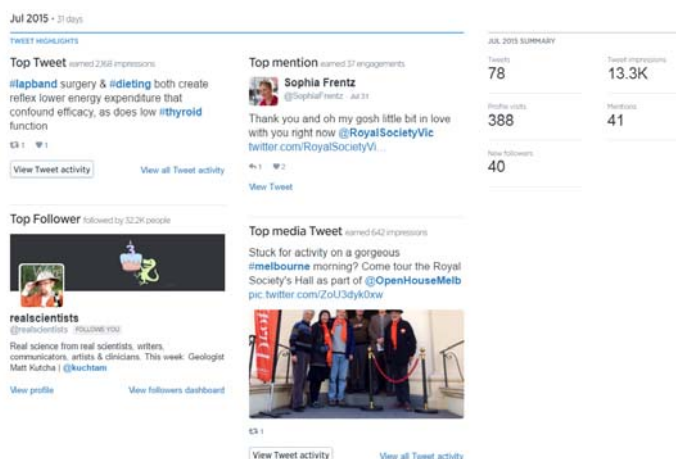 Jul 2015 • 31 days
TWEET HIGHLIGHTS
Top Tweet earned 2,168 impressions
#lapband surgery & #dieting both create
reflex lower energy expenditure that
confound efficacy, as does low #thyroid
function
1 1
View Tweet activity
View all Tweet activity
Top Follower followed by 32.2K people
realscientists
@realscientists FOLLOWS YOU
Real science from real scientists, writers,
communicators, artists & clinicians. This week: Geologist
Matt Kutcha | @kuchtam
View profile
View followers dashboard
Top mention earned 37 engagements
Sophia Frentz
@SophiaFrentz · Jul 31
Thank you and oh my gosh little bit in love
with you right now @RoyalSocietyVic
twitter.com/RoyalSocietyVi…
1 2
View Tweet
Top media Tweet earned 642 impressions
Stuck for activity on a gorgeous
#melbourne morning? Come tour the Royal
Society's Hall as part of @OpenHouseMelb
pic.twitter.com/ZoU3dyk0xw
1
View Tweet activity
View all Tweet activity
JUL 2015 SUMMARY
Tweets
78
Tweet impressions
13.3K
Profile visits
388
Mentions
41
New followers
40